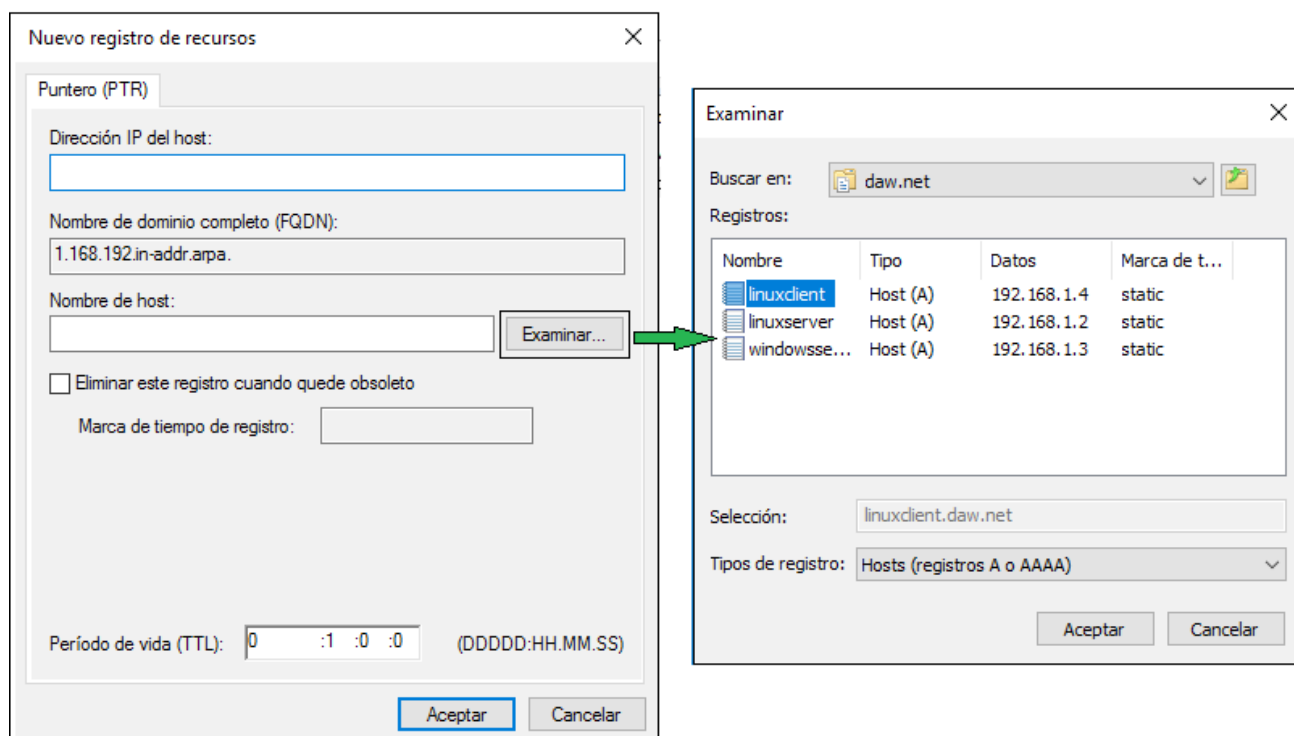 Nuevo registro de recursos
Puntero (PTR)
Dirección IP del host:
Nombre de dominio completo (FQDN):
1.168.192.in-addr.arpa.
Nombre de host:
Examinar...
Eliminar este registro cuando quede obsoleto
Marca de tiempo de registro:
Período de vida (TTL): 0 :1 :0 :0 (DDDDD:HH.MM.SS)
Aceptar Cancelar
Examinar
Buscar en: daw.net
Registros:
Nombre Tipo Datos Marca de t...
linuxclient Host (A) 192.168.1.4 static
linuxserver Host (A) 192.168.1.2 static
windowsse... Host (A) 192.168.1.3 static
Selección: linuxclient.daw.net
Tipos de registro: Hosts (registros A o AAAA)
Aceptar Cancelar